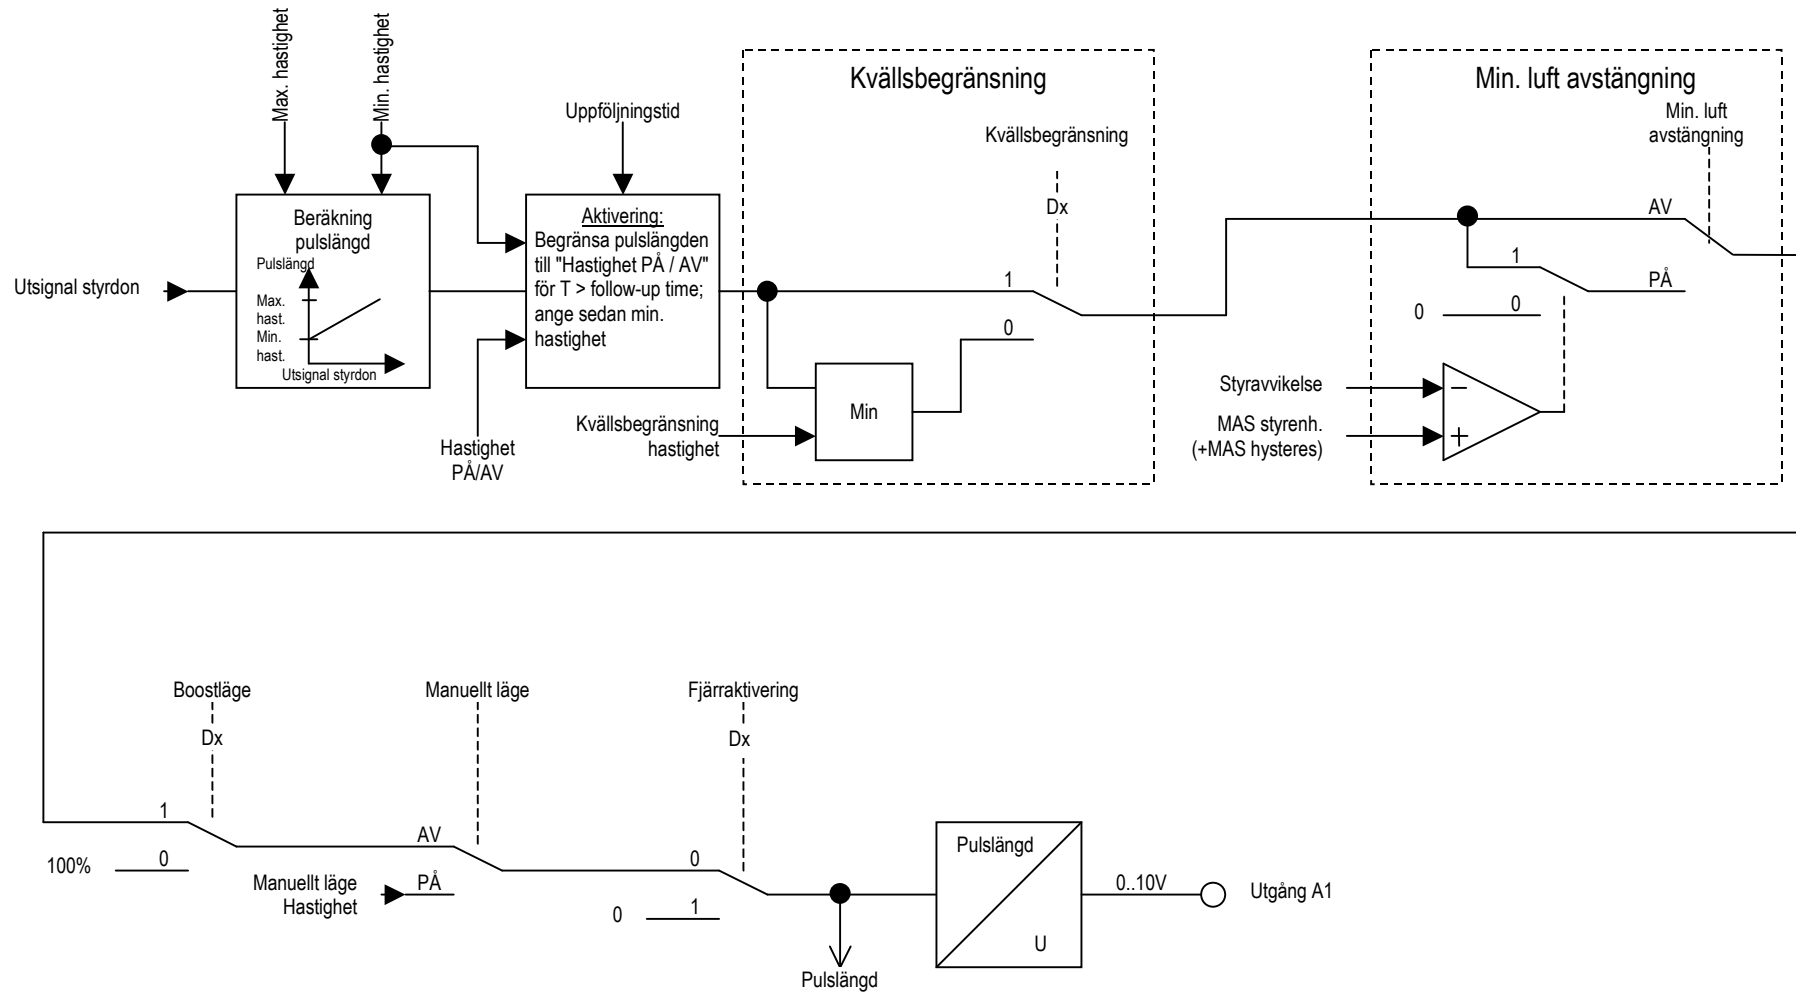 Max. hastighet
Min. hastighet
Uppföljningstid
Utsignal styrdon
Beräkning
pulslängd
Pulslängd
Max.
hast.
Min.
hast.
Utsignal styrdon
Aktivering:
Begränsa pulslängden
till "Hastighet PÅ / AV"
för T > follow-up time;
ange sedan min.
hastighet
Hastighet
PÅ/AV
Kvällsbegränsning
Kvällsbegränsning
Dx
1
0
Min
Kvällsbegränsning
hastighet
Min. luft avstängning
Min. luft
avstängning
AV
1
PÅ
0
0
Styravvikelse
MAS styrenh.
(+MAS hysteres)
−
+
Boostläge
Dx
1
100%
0
Manuellt läge
AV
Manuellt läge
Hastighet
PÅ
Fjärraktivering
Dx
0
0
1
Pulslängd
Pulslängd
U
0..10V
Utgång A1